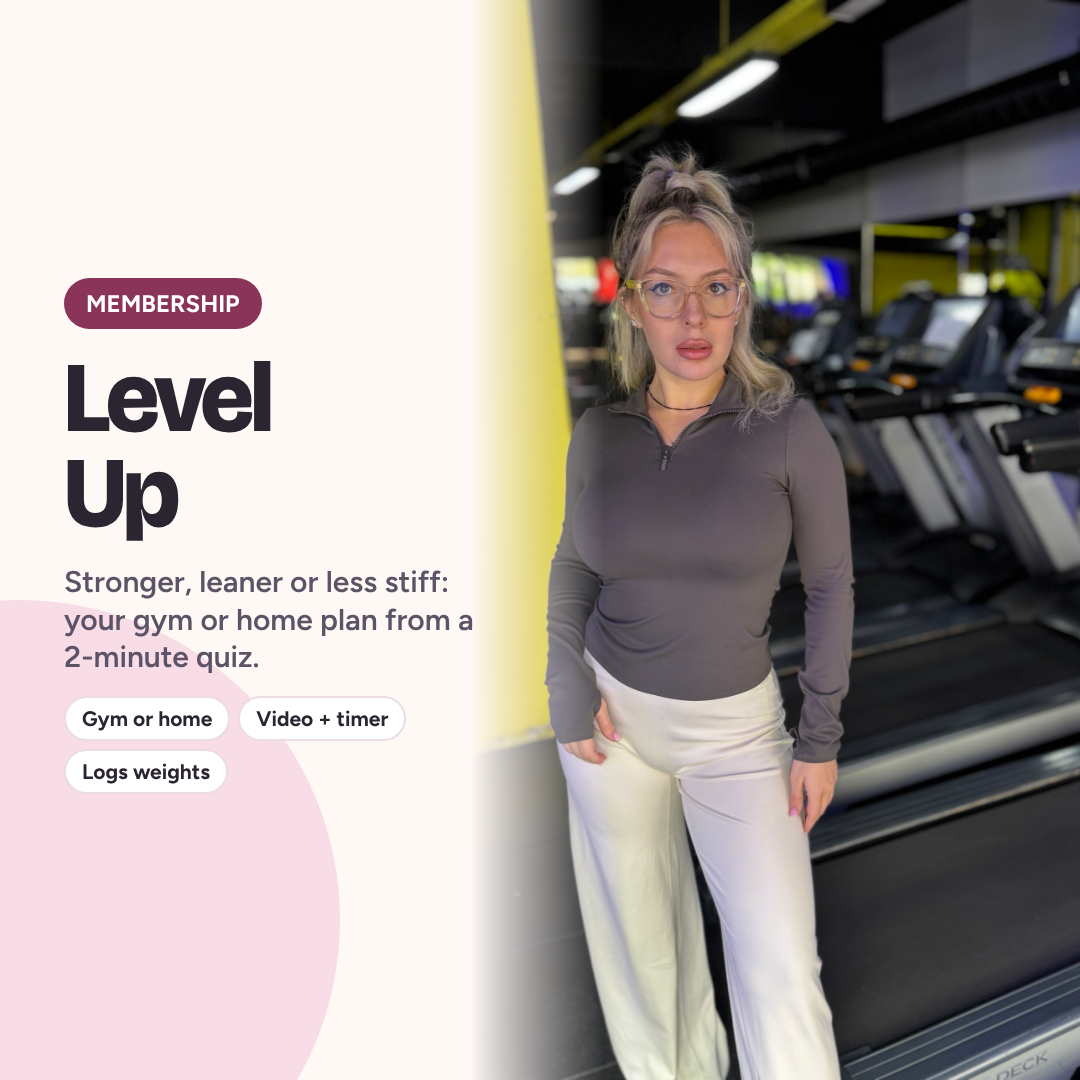 MEMBERSHIP
Level
Up
Stronger, leaner or less stiff:
your gym or home plan from a
2-minute quiz.
Gym or home
Video + timer
Logs weights
DECK